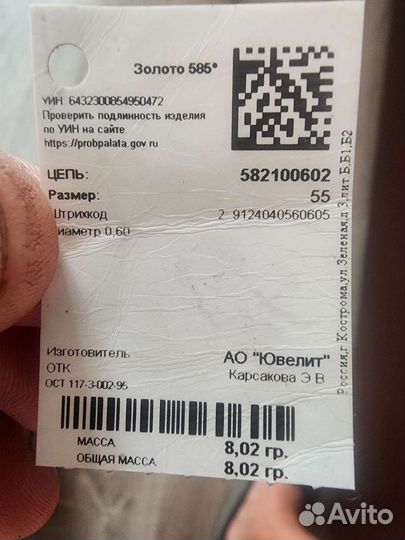 Золото 585*
УИН 6432300854950472
Проверить подлинность изделия
по УИН на сайте
https://probpalata.gov.ru
ЦЕПЬ: 582100602
Размер: 55
Штрихкод 2 9124040560605
Диаметр 0,60
Изготовитель АО "Ювелит"
ОТК Карсакова Э В
ОСТ 117-3-002-95
МАССА 8,02 гр.
ОБЩАЯ МАССА 8,02 гр.
Россия,г Кострома,ул.Зеленая,д 3,лит Б,Б1,Б2
Avito